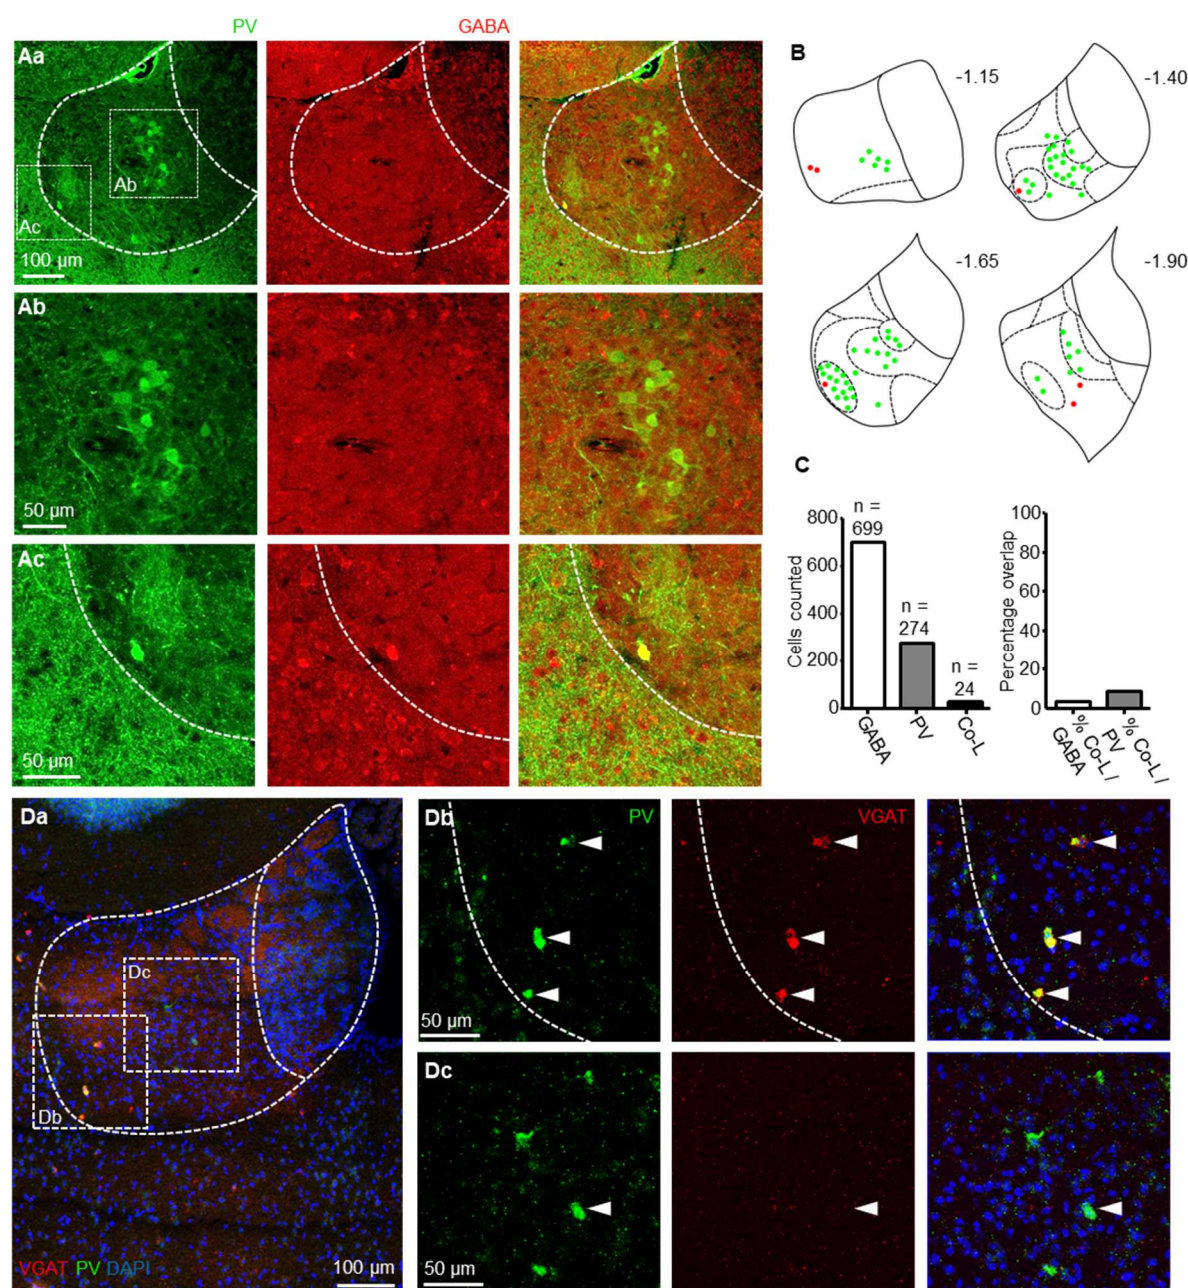 PV GABA
Aa
Ab
Ac
100 µm
Ab
50 µm
Ac
50 µm
B
-1.15
-1.40
-1.65
-1.90
C
Cells counted
800
600
400
200
0
n =
699
n =
274
n =
24
GABA
PV
Co-L
Percentage overlap
100
80
60
40
20
0
% Co-L /
GABA
% Co-L /
PV
Da
Dc
Db
VGAT PV DAPI
100 µm
Db
PV
VGAT
50 µm
Dc
50 µm